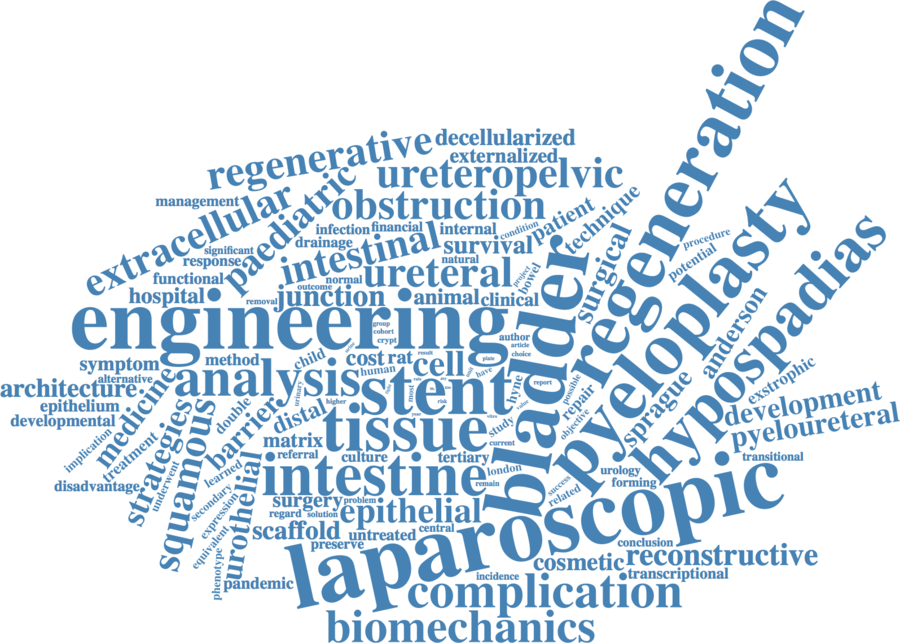 regeneration
regenerative
decellularized
externalized
ureteropelvic
management
extracellular
paediatric
obstruction
patient
technique
infection
financial
internal
condition
drainage
significant
response
intestinal
survival
natural
functional
normal
ureteral
project
bowel
surgical
procedure
potential
pyeloplasty
hypospadias
hospital
outcome
removal
junction
animal
clinical
bladder
engineering
group
cohort
crypt
author
article
choice
anderson
symptom
method
child
cost
rat
result
cell
plate
have
alternative
architecture
analysis
human
stent
hyne
report
possible
repair
objective
sprague
exstrophic
development
pyeloureteral
epithelium
developmental
medicine
strategies
squamous
double
barrier
urinary
higher
distal
most
risk
tissue
study
current
implication
treatment
matrix
referral
culture
tertiary
transitional
disadvantage
underwent
learned
urothelial
intestine
london
remain
urology
forming
success
related
secondary
expression
equivalent
phenotype
surgery
problem
regard
solution
epithelial
laparoscopic
scaffold
untreated
central
preserve
conclusion
cosmetic
reconstructive
transcriptional
pandemic
incidence
complication
biomechanics